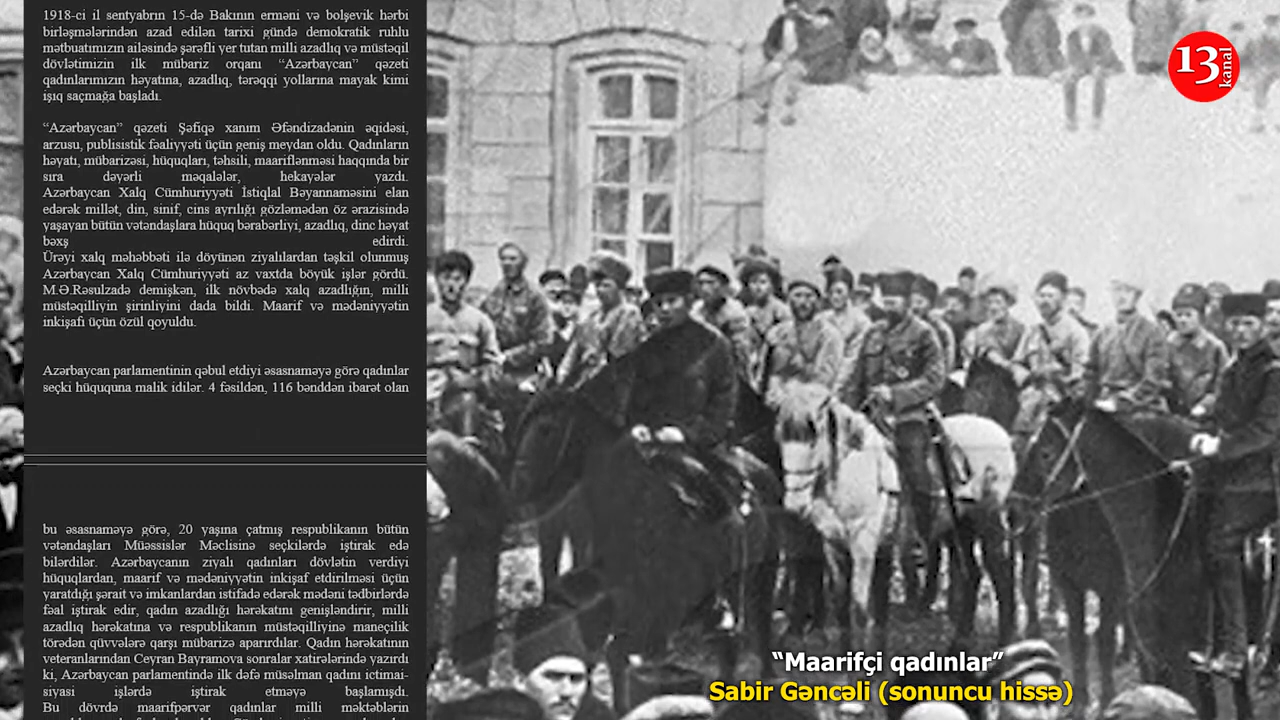 1918-ci il sentyabrın 15-də Bakının erməni və bolşevik hərbi
birləşmələrindən azad edilən tarixi gündə demokratik ruhlu
mətbuatımızın ailəsində şərəfli yer tutan milli azadlıq və müstəqil
dövlətimizin ilk mübariz orqanı “Azərbaycan” qəzeti
qadınlarımızın həyatına, azadlıq, tərəqqi yollarına mayak kimi
işıq saçmağa başladı.
“Azərbaycan” qəzeti Şəfiqə xanım Əfəndizadənin əqidəsi,
arzusu, publisistik fəaliyyəti üçün geniş meydan oldu. Qadınların
həyatı, mübarizəsi, hüquqları, təhsili, maariflənməsi haqqında bir
sıra dəyərli məqalələr, hekayələr yazdı.
Azərbaycan Xalq Cümhuriyyəti İstiqlal Bəyannaməsini elan
edərək millət, din, sinif, cins ayrılığı gözləmədən öz ərazisində
yaşayan bütün vətəndaşlara hüquq bərabərliyi, azadlıq, dinc həyat
bəxş edirdi.
Ürəyi xalq məhəbbəti ilə döyünən ziyalılardan təşkil olunmuş
Azərbaycan Xalq Cümhuriyyəti az vaxtda böyük işlər gördü.
M.Ə.Rəsulzadə demişkən, ilk növbədə xalq azadlığın, milli
müstəqilliyin şirinliyini dada bildi. Maarif və mədəniyyətin
inkişafı üçün özül qoyuldu.
Azərbaycan parlamentinin qəbul etdiyi əsasnaməyə görə qadınlar
seçki hüququna malik idilər. 4 fəsildən, 116 bənddən ibarət olan
bu əsasnaməyə görə, 20 yaşına çatmış respublikanın bütün
vətəndaşları Müəssislər Məclisinə seçkilərdə iştirak edə
bilərdilər. Azərbaycanın ziyalı qadınları dövlətin verdiyi
hüquqlardan, maarif və mədəniyyətin inkişaf etdirilməsi üçün
yaratdığı şərait və imkanlardan istifadə edərək mədəni tədbirlərdə
fəal iştirak edir, qadın azadlığı hərəkatını genişləndirir, milli
azadlıq hərəkatına və respublikanın müstəqilliyinə maneçilik
törədən qüvvələrə qarşı mübarizə aparırdılar. Qadın hərəkatının
veteranlarından Ceyran Bayramova sonralar xatirələrində yazırdı
ki, Azərbaycan parlamentində ilk dəfə müsəlman qadını ictimai-
siyasi işlərdə iştirak etməyə başlamışdı.
Bu dövrdə maarifpərvər qadınlar milli məktəblərin
13 kanal
“Maarifçi qadınlar”
Sabir Gəncəli (sonuncu hissə)